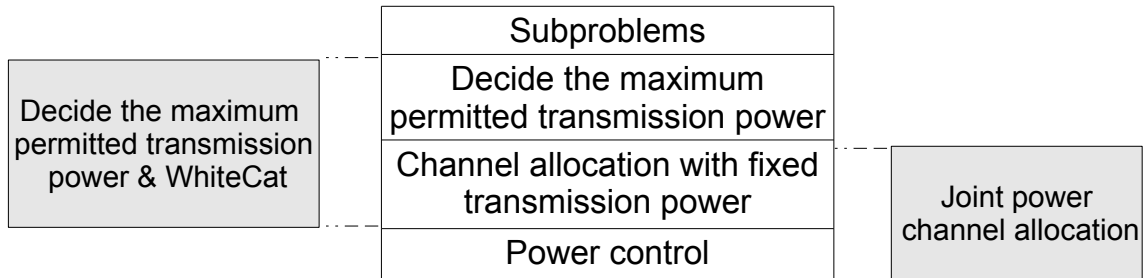 Subproblems
Decide the maximum
permitted transmission power
Channel allocation with fixed
transmission power
Power control
Decide the maximum
permitted transmission
power & WhiteCat
Joint power
channel allocation